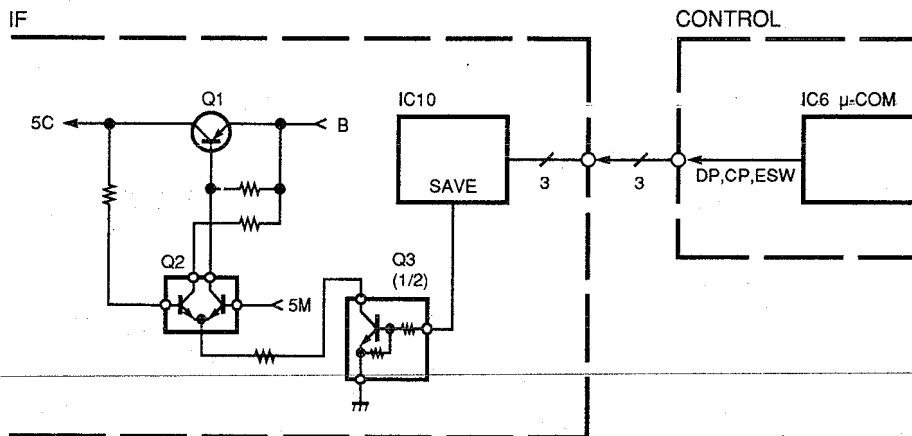 IF
CONTROL
Q1
5C
B
IC10
IC6 μ-COM
SAVE
3
3
DP,CP,ESW
Q2
Q3
(1/2)
5M